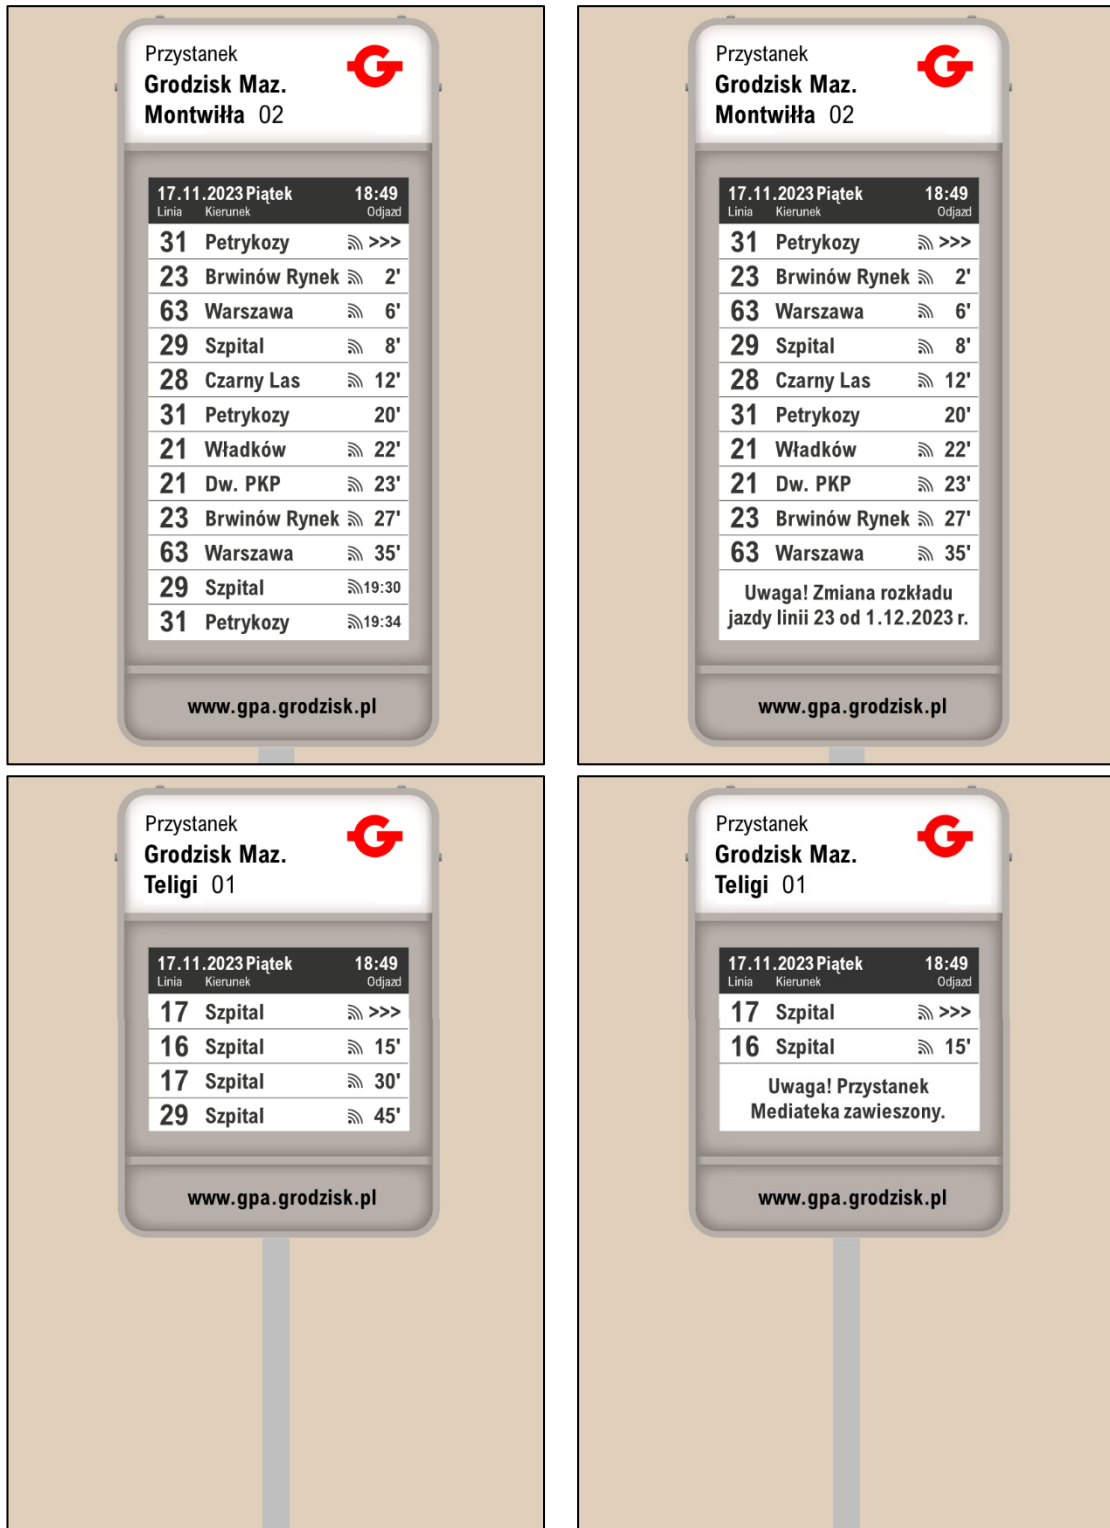 Przystanek
Grodzisk Maz.
Montwiłła 02
17.11.2023 Piątek 18:49
Linia Kierunek Odjazd
31 Petrykozy >>>
23 Brwinów Rynek 2'
63 Warszawa 6'
29 Szpital 8'
28 Czarny Las 12'
31 Petrykozy 20'
21 Władków 22'
21 Dw. PKP 23'
23 Brwinów Rynek 27'
63 Warszawa 35'
29 Szpital 19:30
31 Petrykozy 19:34
www.gpa.grodzisk.pl
Przystanek
Grodzisk Maz.
Montwiłła 02
17.11.2023 Piątek 18:49
Linia Kierunek Odjazd
31 Petrykozy >>>
23 Brwinów Rynek 2'
63 Warszawa 6'
29 Szpital 8'
28 Czarny Las 12'
31 Petrykozy 20'
21 Władków 22'
21 Dw. PKP 23'
23 Brwinów Rynek 27'
63 Warszawa 35'
Uwaga! Zmiana rozkładu
jazdy linii 23 od 1.12.2023 r.
www.gpa.grodzisk.pl
Przystanek
Grodzisk Maz.
Teligi 01
17.11.2023 Piątek 18:49
Linia Kierunek Odjazd
17 Szpital >>>
16 Szpital 15'
17 Szpital 30'
29 Szpital 45'
www.gpa.grodzisk.pl
Przystanek
Grodzisk Maz.
Teligi 01
17.11.2023 Piątek 18:49
Linia Kierunek Odjazd
17 Szpital >>>
16 Szpital 15'
Uwaga! Przystanek
Mediateka zawieszony.
www.gpa.grodzisk.pl